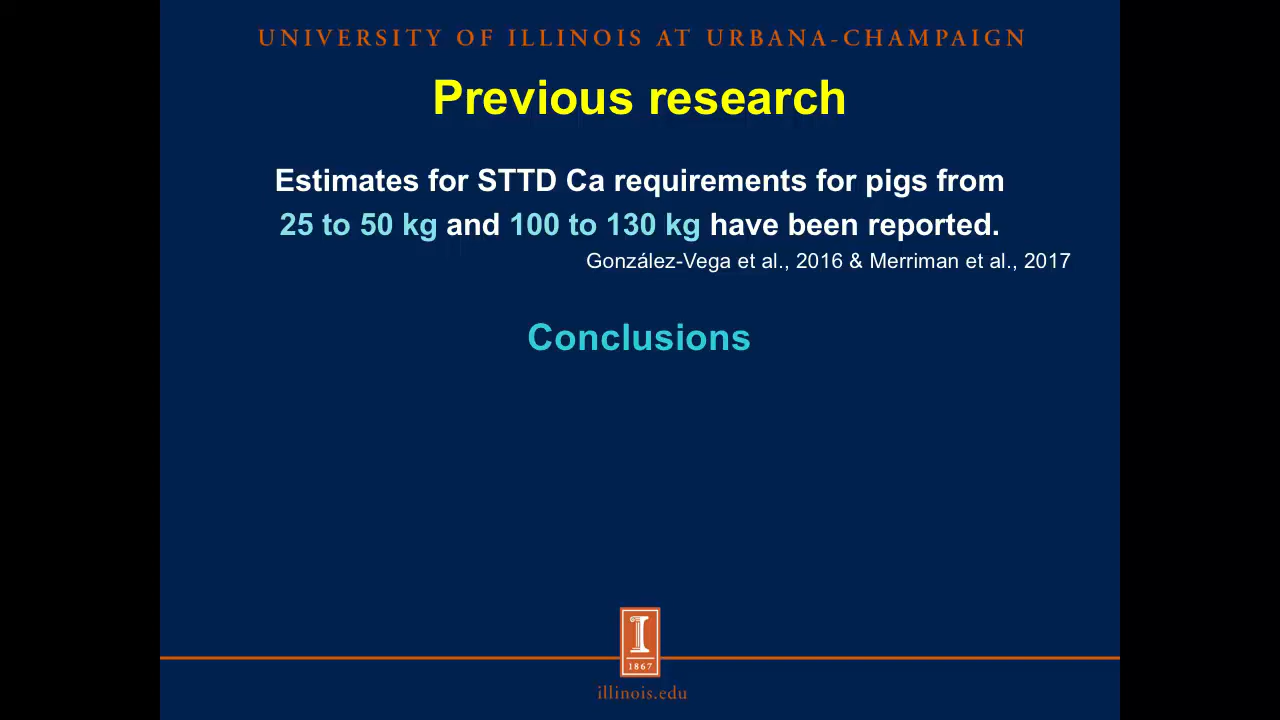 UNIVERSITY OF ILLINOIS AT URBANA-CHAMPAIGN
Previous research
Estimates for STTD Ca requirements for pigs from
25 to 50 kg and 100 to 130 kg have been reported.
González-Vega et al., 2016 & Merriman et al., 2017
Conclusions
I
1867
illinois.edu